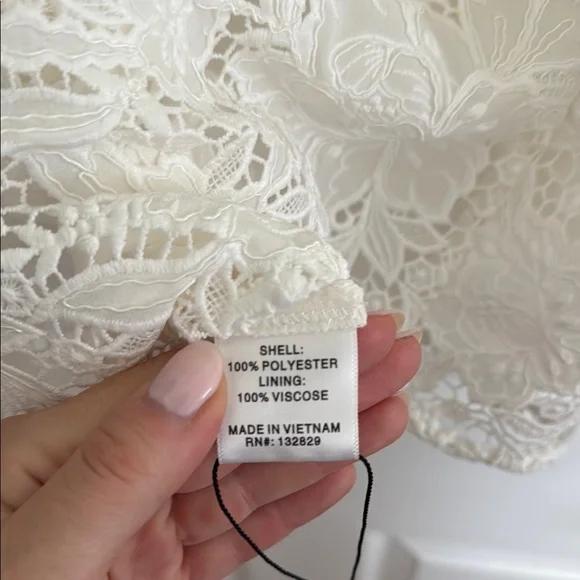 SHELL:
100% POLYESTER
LINING:
100% VISCOSE
MADE IN VIETNAM
RN#: 132829